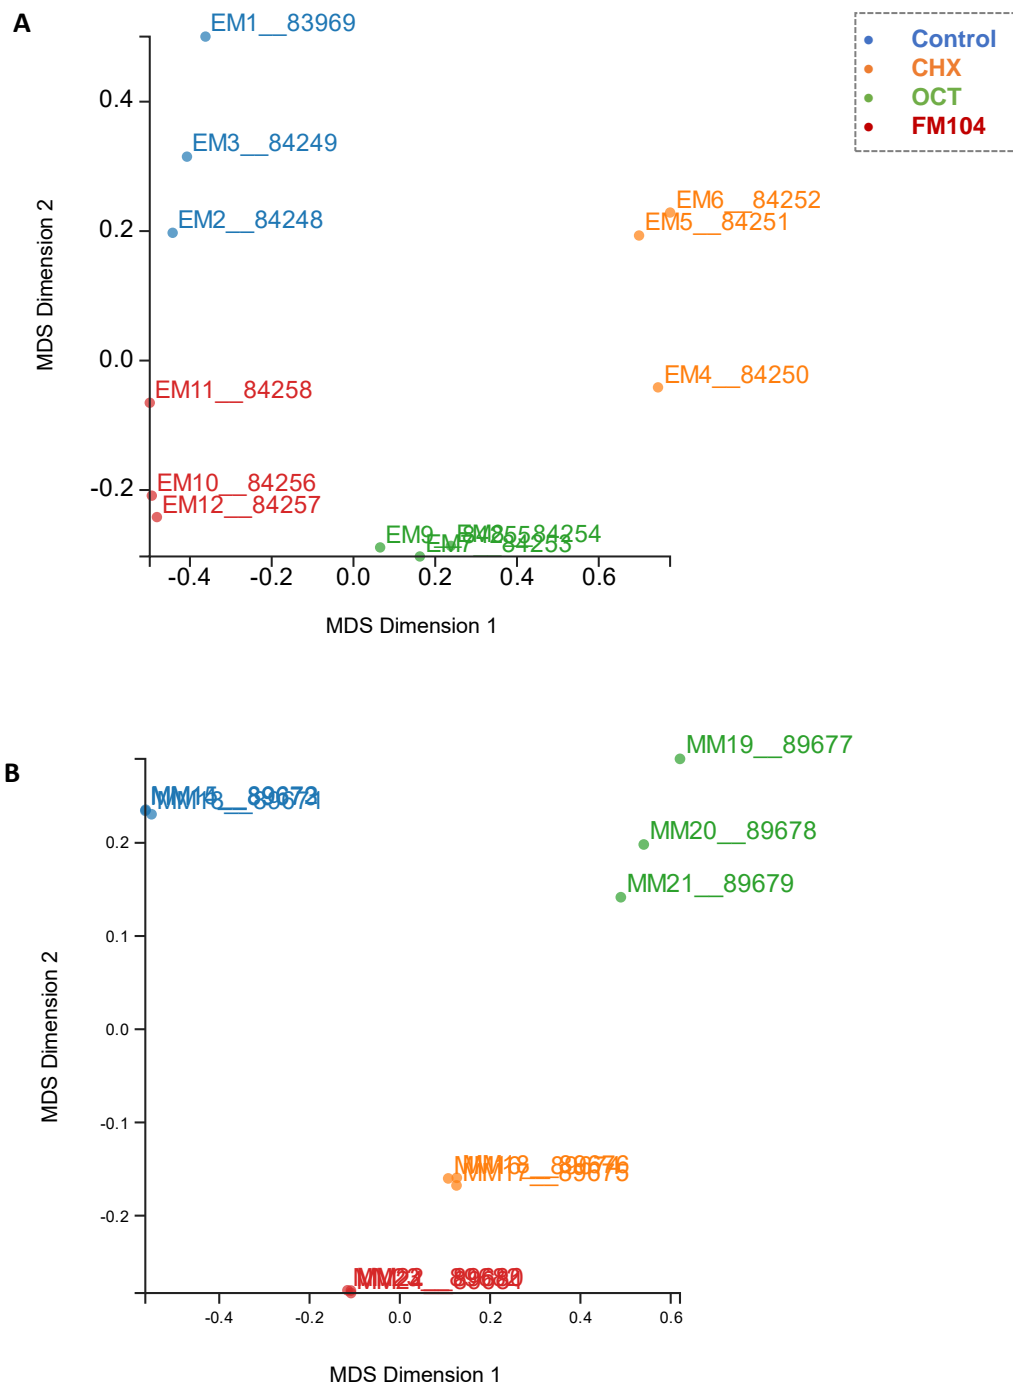 A
EM1__83969
Control
CHX
OCT
FM104
0.4
EM3__84249
EM2__84248
EM6__84252
EM5__84251
0.2
MDS Dimension 2
0.0
EM4__84250
EM11__84258
EM10__84256
-0.2
EM12__84257
-0.4
-0.2
0.0
0.2
0.4
0.6
MDS Dimension 1
B
MM19__89677
MM20__89678
0.2
MM21__89679
0.1
MDS Dimension 2
0.0
-0.1
-0.2
-0.4
-0.2
0.0
0.2
0.4
0.6
MDS Dimension 1